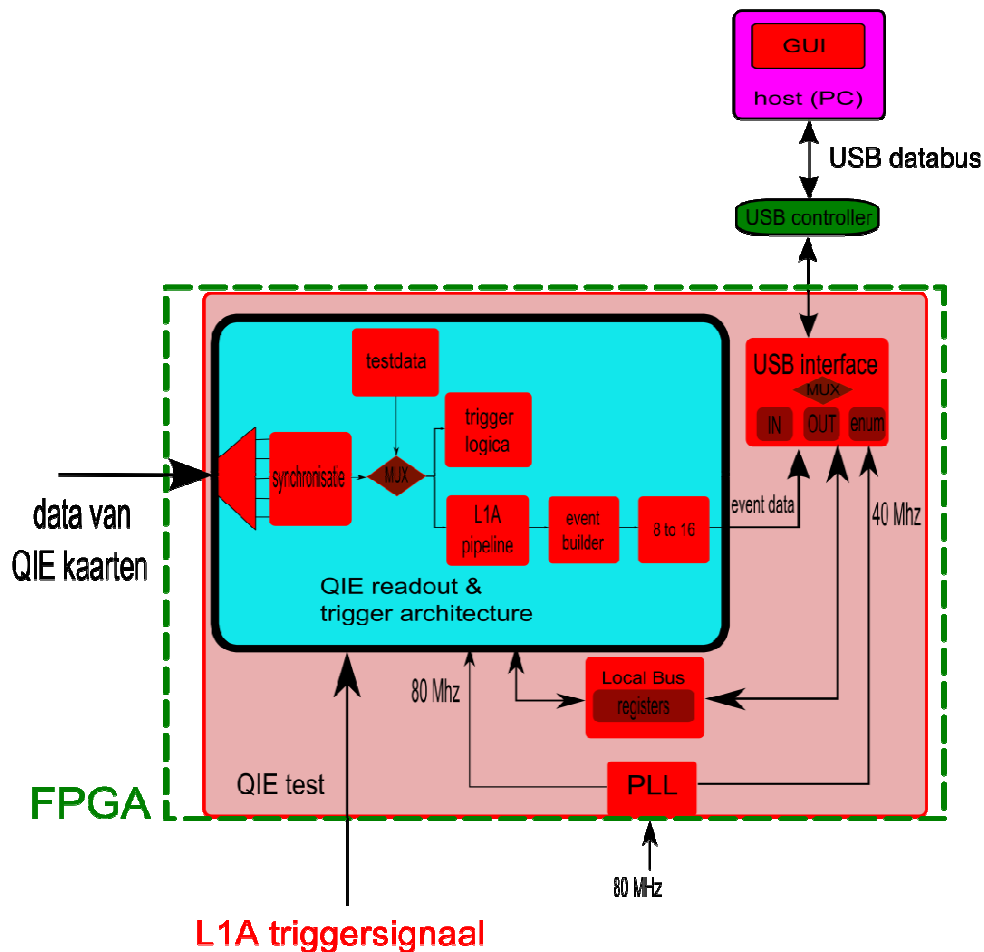 GUI
host (PC)
USB databus
USB controller
USB interface
MUX
IN
OUT
enum
testdata
trigger
logica
synchronisatie
MUX
L1A
pipeline
event
builder
8 to 16
event data
40 Mhz
data van
QIE kaarten
QIE readout &
trigger architecture
80 Mhz
Local Bus
registers
QIE test
PLL
FPGA
80 MHz
L1A triggersignaal